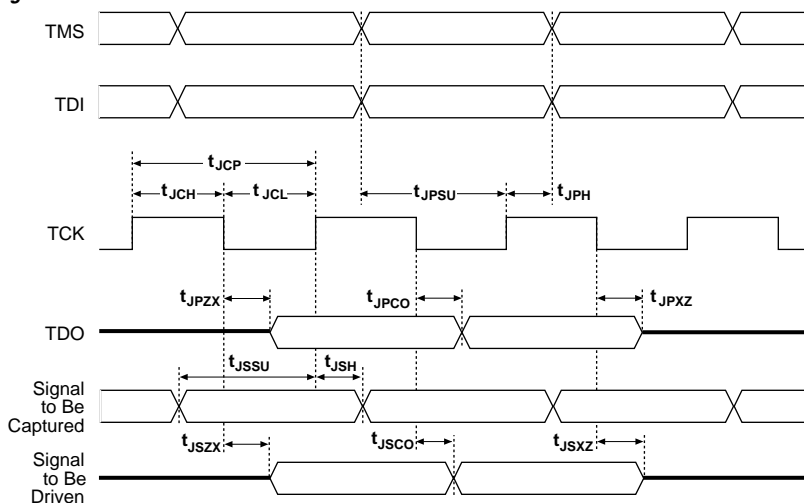 TMS
TDI
tJCP
tJCH
tJCL
tJPSU
tJPH
TCK
tJPZX
tJPCO
tJPXZ
TDO
tJSSU
tJSH
Signal
to Be
Captured
tJSZX
tJSCO
tJSXZ
Signal
to Be
Driven